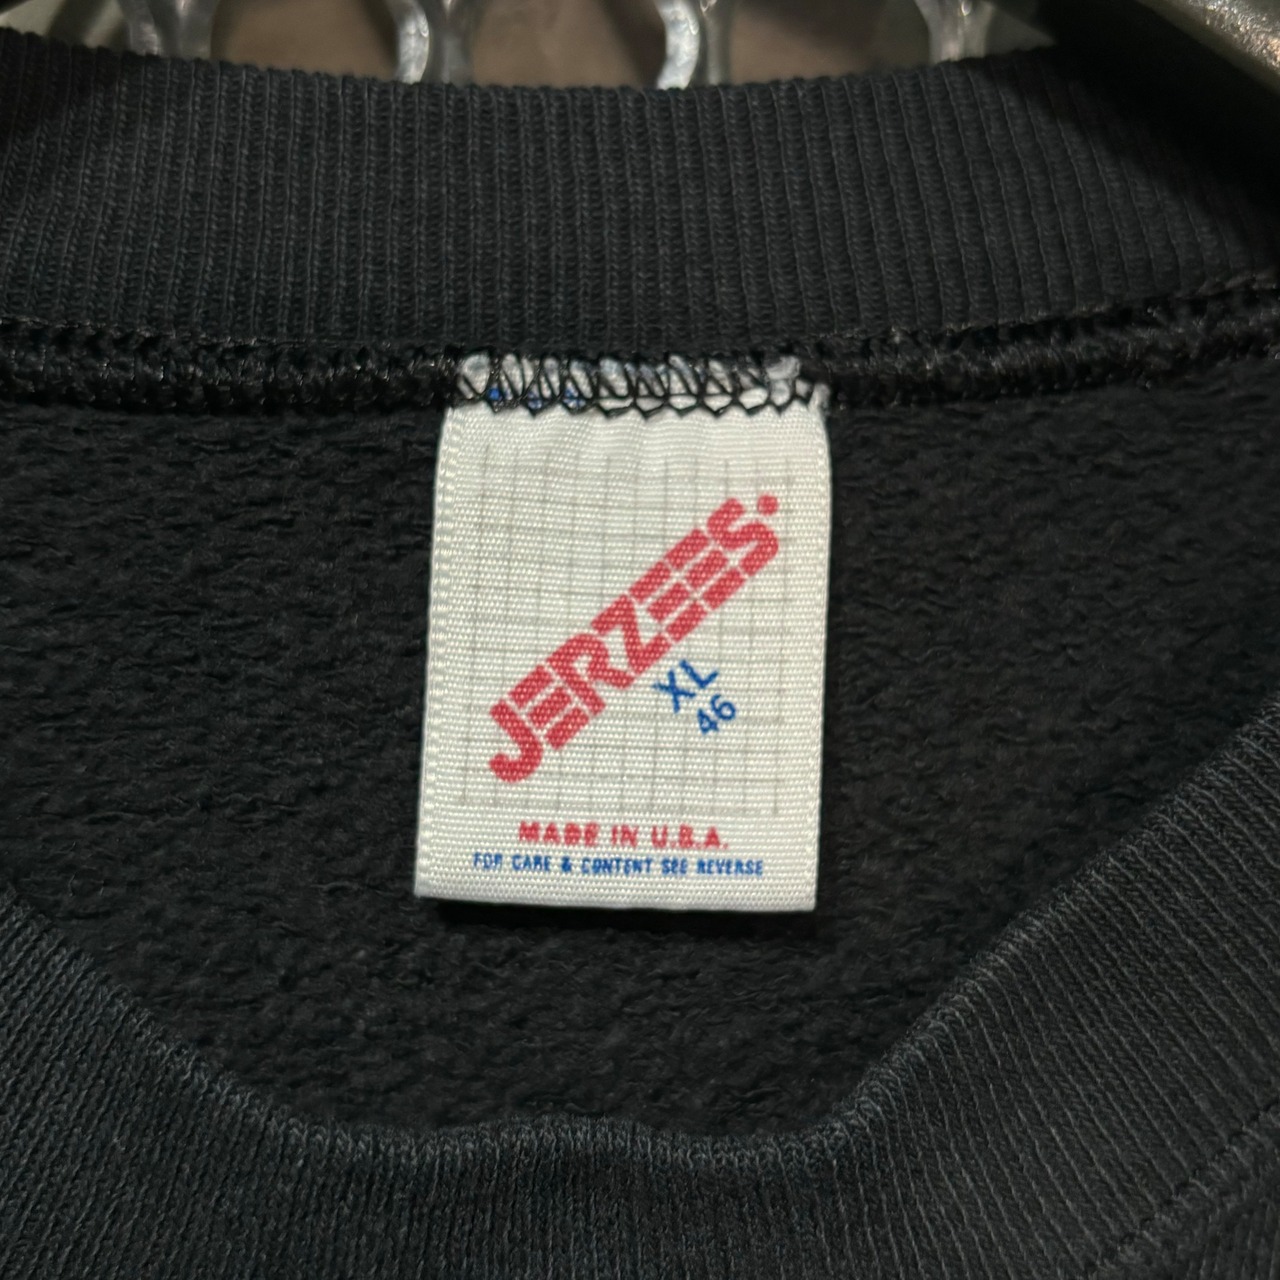 JERZEES
XL
46
MADE IN U.S.A.
FOR CARE & CONTENT SEE REVERSE